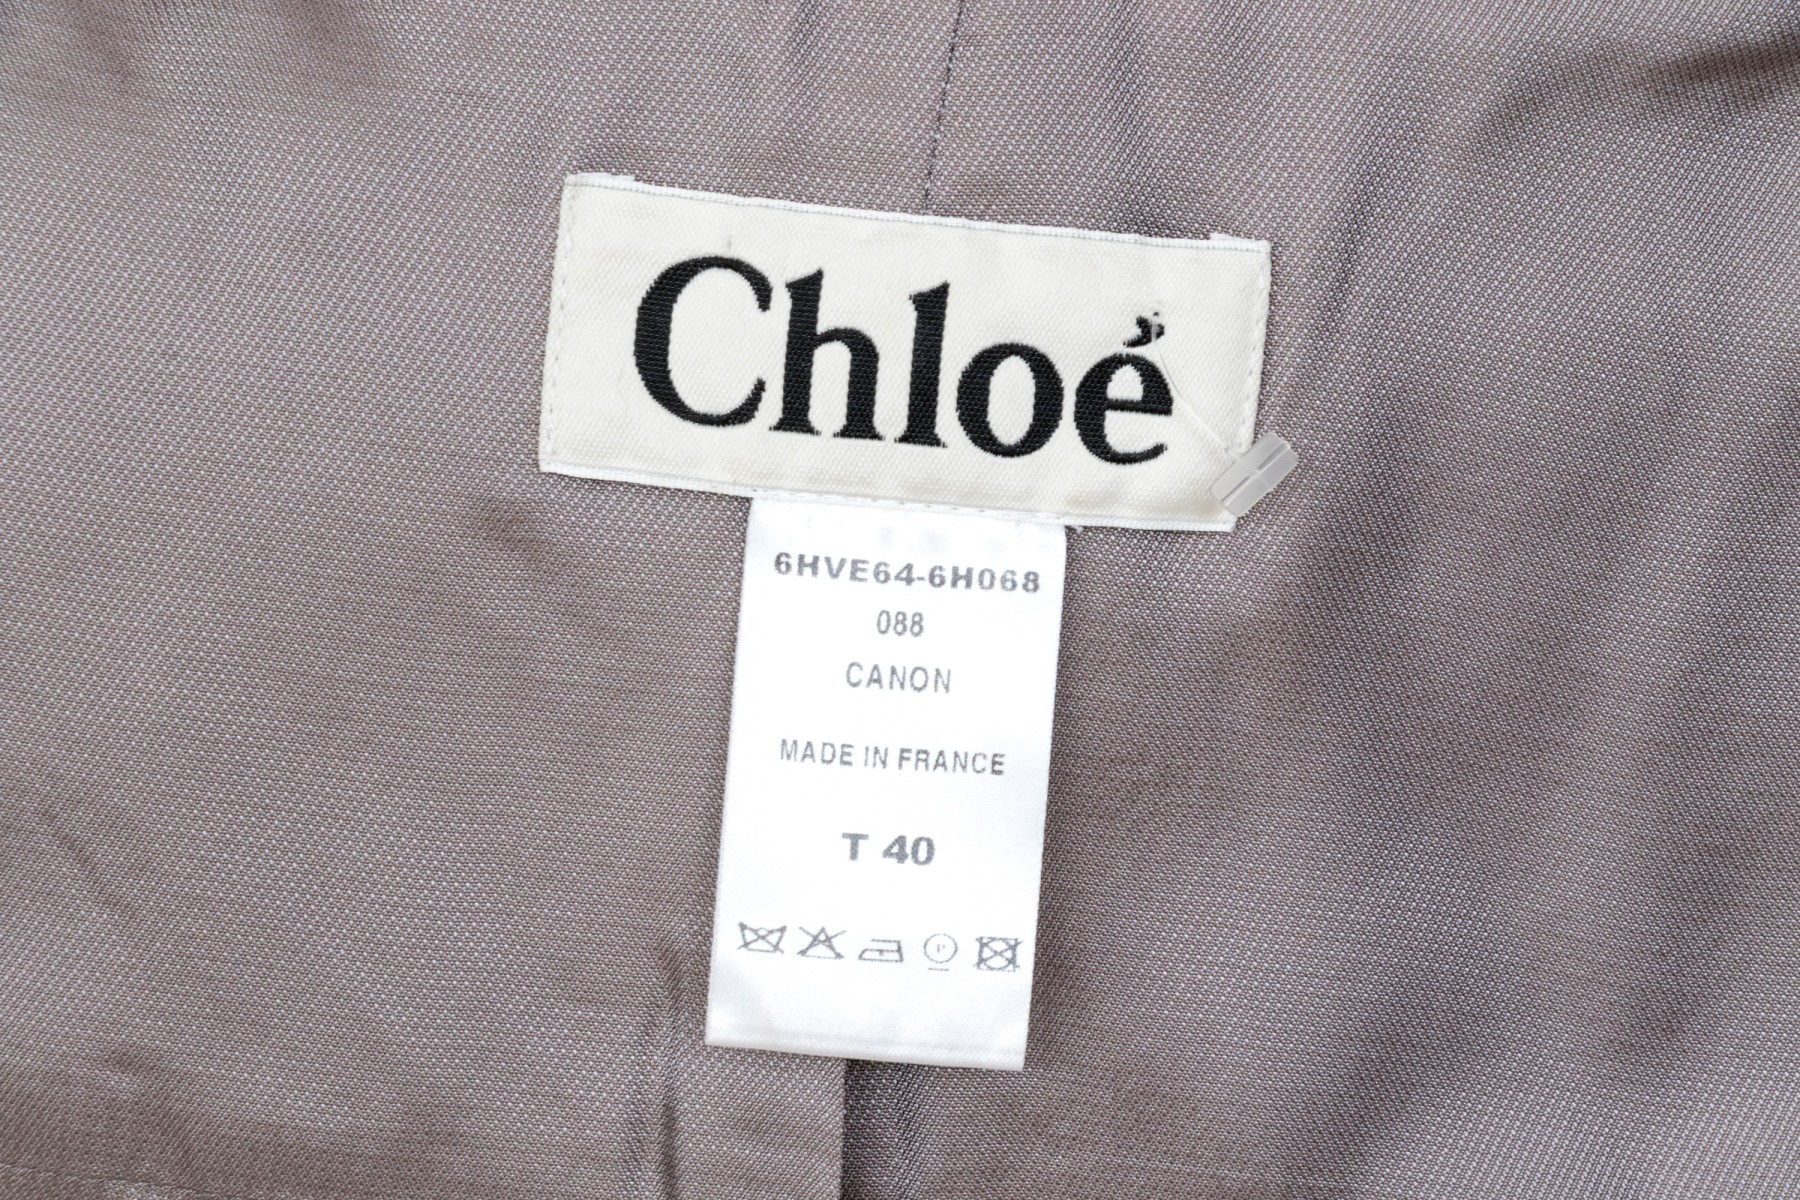 Chloé
6HVE64-6H068
088
CANON
MADE IN FRANCE
T 40
P